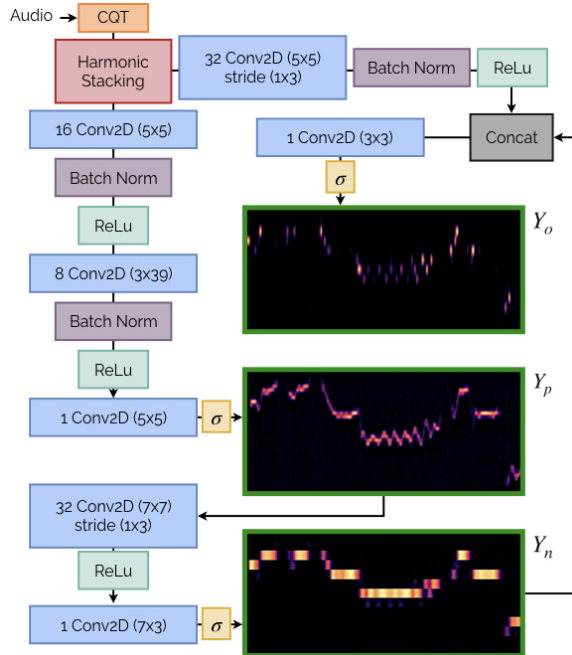 Audio
CQT
Harmonic
Stacking
32 Conv2D (5x5)
stride (1x3)
Batch Norm
ReLu
16 Conv2D (5x5)
1 Conv2D (3x3)
Concat
Batch Norm
σ
ReLu
Y_o
8 Conv2D (3x39)
Batch Norm
ReLu
Y_p
1 Conv2D (5x5)
σ
32 Conv2D (7x7)
stride (1x3)
Y_n
ReLu
1 Conv2D (7x3)
σ